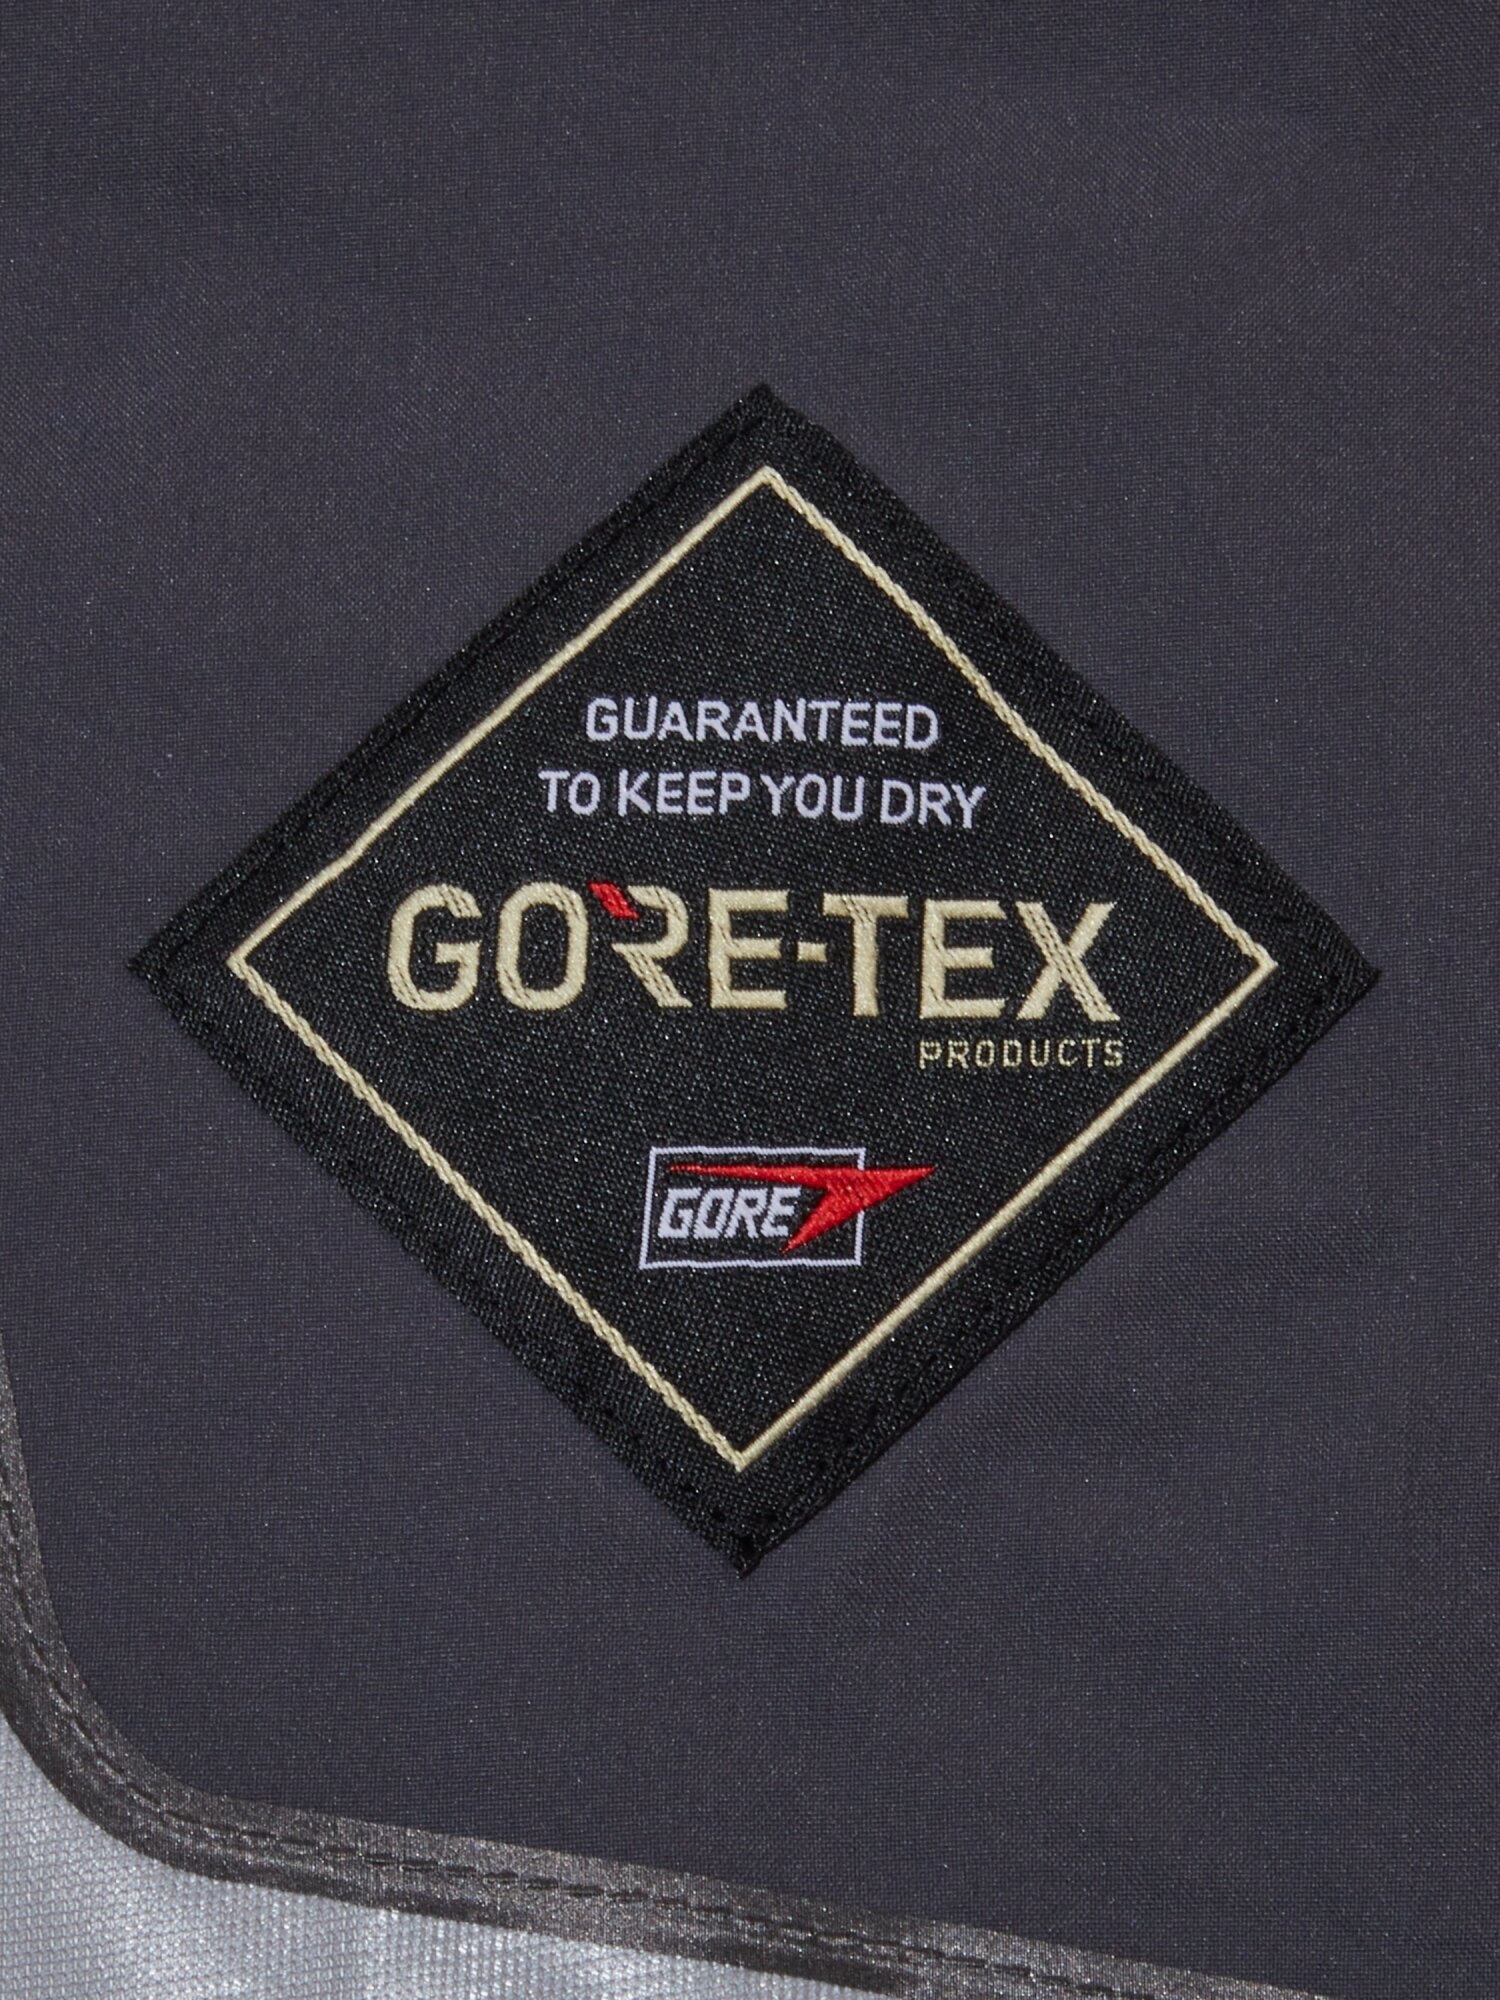 GUARANTEED
TO KEEP YOU DRY
GORE-TEX
PRODUCTS
GORE